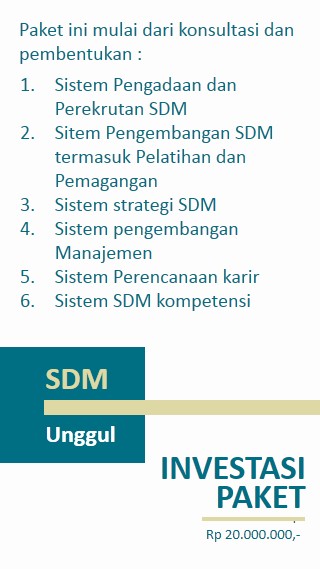 Paket ini mulai dari konsultasi dan
pembentukan :
1. Sistem Pengadaan dan
Perekrutan SDM
2. Sitem Pengembangan SDM
termasuk Pelatihan dan
Pemagangan
3. Sistem strategi SDM
4. Sistem pengembangan
Manajemen
5. Sistem Perencanaan karir
6. Sistem SDM kompetensi
SDM
Unggul
INVESTASI
PAKET
Rp 20.000.000,-